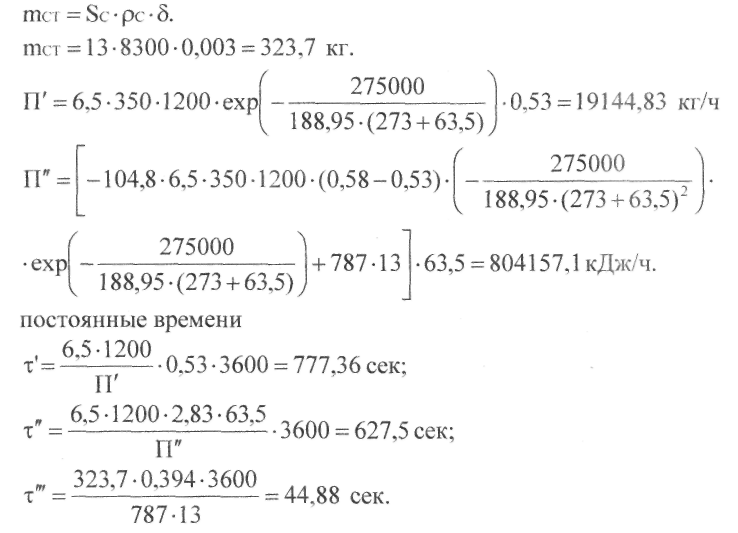 mст = Sс·ρс·δ.
mст = 13·8300·0,003 = 323,7 кг.
П′ = 6,5·350·1200·exp(−275000/(188,95·(273+63,5)))·0,53 = 19144,83 кг/ч
П″ = [−104,8·6,5·350·1200·(0,58−0,53)·(−275000/(188,95·(273+63,5)²))·
·exp(−275000/(188,95·(273+63,5)))+787·13]·63,5 = 804157,1 кДж/ч.
постоянные времени
τ′ = (6,5·1200)/П′·0,53·3600 = 777,36 сек;
τ″ = (6,5·1200·2,83·63,5)/П″·3600 = 627,5 сек;
τ‴ = (323,7·0,394·3600)/(787·13) = 44,88 сек.